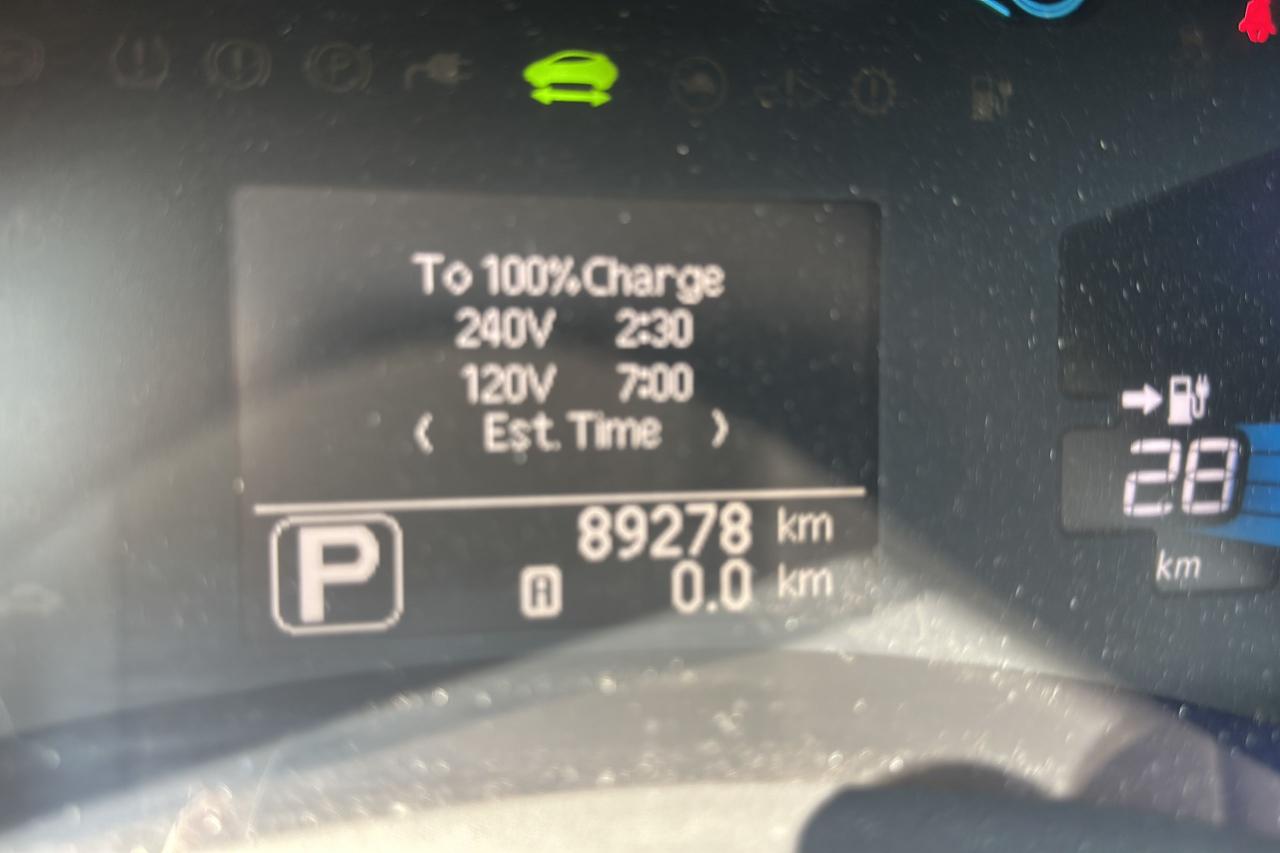 To 100% Charge
240V 2:30
120V 7:00
< Est. Time >
P
89278 km
A 0.0 km
28
km